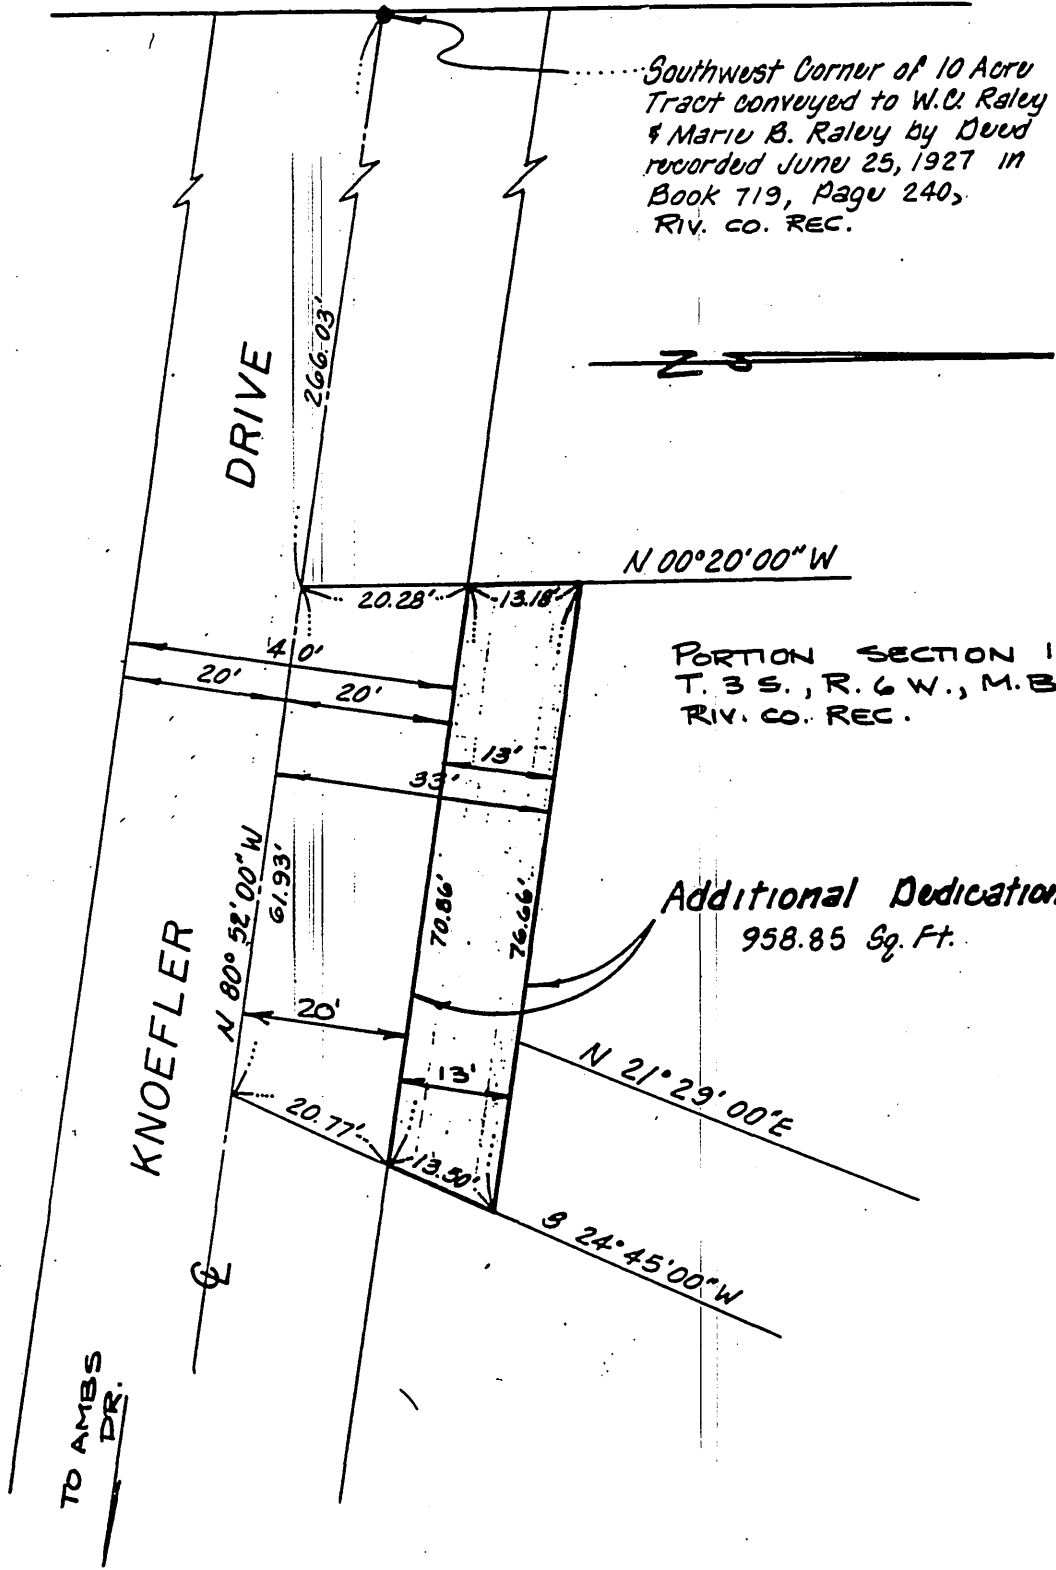 Southwest Corner of 10 Acre
Tract conveyed to W.C. Raley
& Marie B. Raley by Deed
recorded June 25, 1927 in
Book 719, Page 240,
RIV. CO. REC.
266.03'
DRIVE
N
N 00°20'00" W
20.28'
13.18'
40'
20'
20'
PORTION SECTION 1
T. 3 S., R. 6 W., M.B
RIV. CO. REC.
13'
33'
N 80° 52' 00" W
61.93'
70.86'
76.66'
Additional Dedication
958.85 Sq. Ft.
KNOEFLER
20'
13'
N 21° 29' 00" E
20.77'
13.50'
S 24° 45' 00" W
CL
TO AMBS
DR.